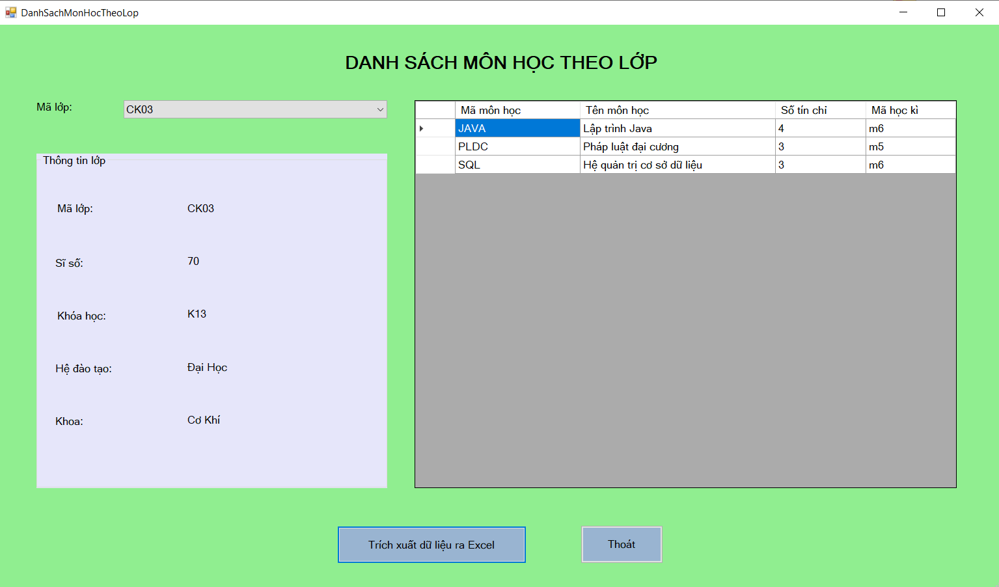 DanhSachMonHocTheoLop
DANH SÁCH MÔN HỌC THEO LỚP
Mã lớp: CK03
Thông tin lớp
Mã lớp: CK03
Sĩ số: 70
Khóa học: K13
Hệ đào tạo: Đại Học
Khoa: Cơ Khí
Mã môn học Tên môn học Số tín chỉ Mã học kì
JAVA Lập trình Java 4 m6
PLDC Pháp luật đại cương 3 m5
SQL Hệ quản trị cơ sở dữ liệu 3 m6
Trích xuất dữ liệu ra Excel Thoát